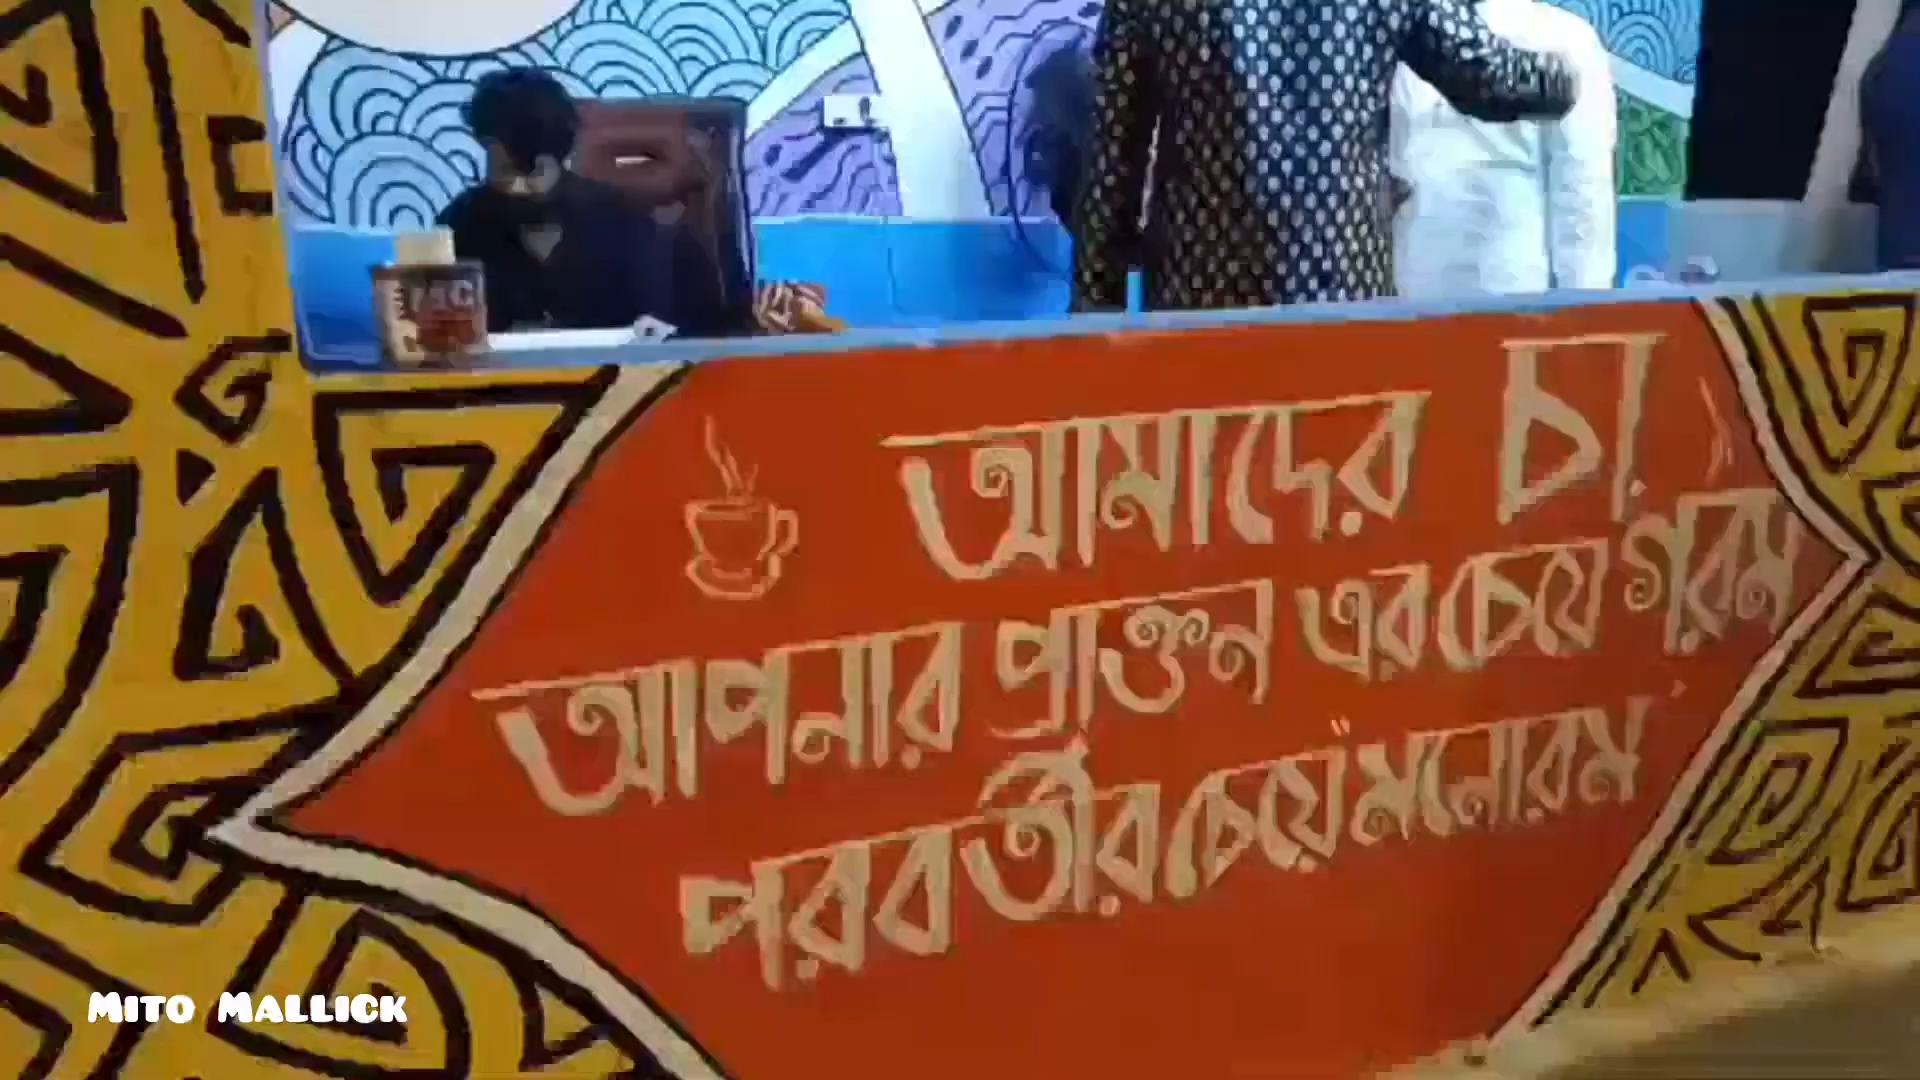 আমাদের চা
আপনার প্রাক্তন এর চেয়ে গরম
পরবর্তীর চেয়ে "মনোরম"
MITO MALLICK